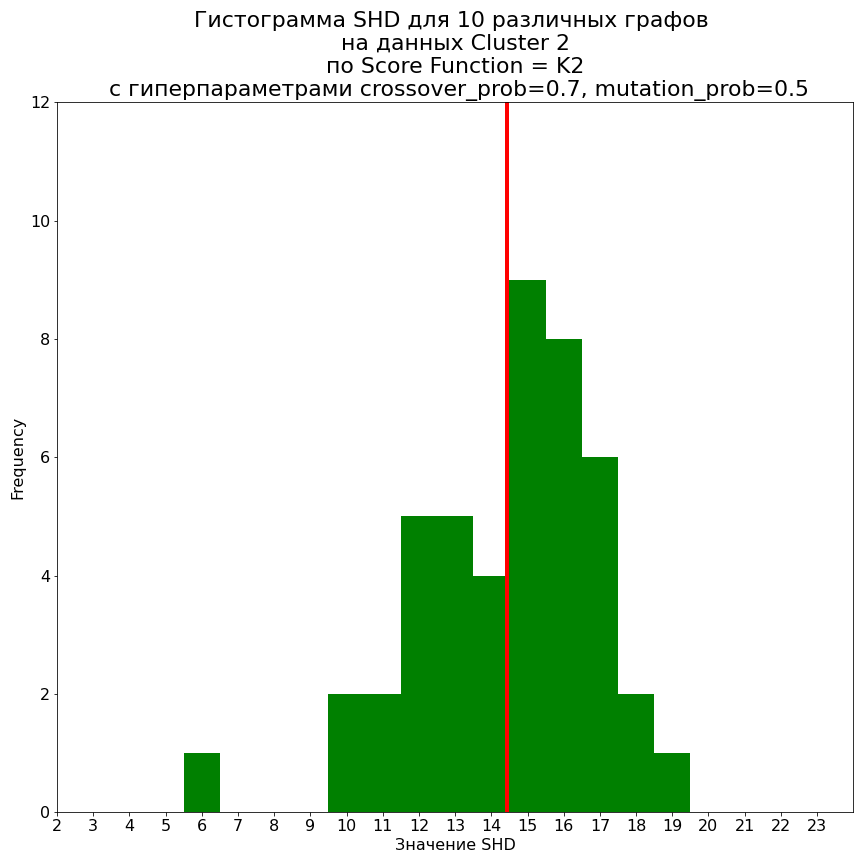 Гистограмма SHD для 10 различных графов
на данных Cluster 2
по Score Function = K2
с гиперпараметрами crossover_prob=0.7, mutation_prob=0.5
12
10
8
6
4
2
0
Frequency
2 3 4 5 6 7 8 9 10 11 12 13 14 15 16 17 18 19 20 21 22 23
Значение SHD